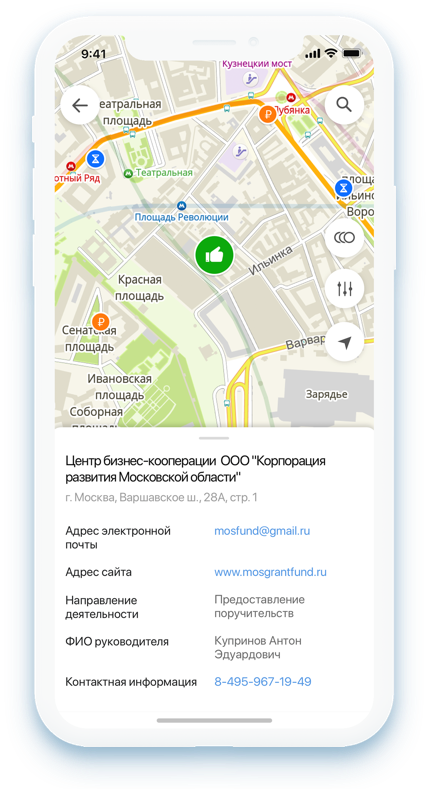 9:41
Кузнецкий мост
еатральная
площадь
Лубянка
Театральная
отный Ряд
площа
Ильинс
Воро
Площадь Революции
Ильинка
Красная
площадь
Сенатская
площадь
Варвар
Ивановская
площадь
Зарядье
Соборная
площадь
Центр бизнес-кооперации ООО "Корпорация
развития Московской области"
г. Москва, Варшавское ш., 28А, стр. 1
Адрес электронной
почты
mosfund@gmail.ru
Адрес сайта
www.mosgrantfund.ru
Направление
деятельности
Предоставление
поручительств
ФИО руководителя
Купринов Антон
Эдуардович
Контактная информация
8-495-967-19-49